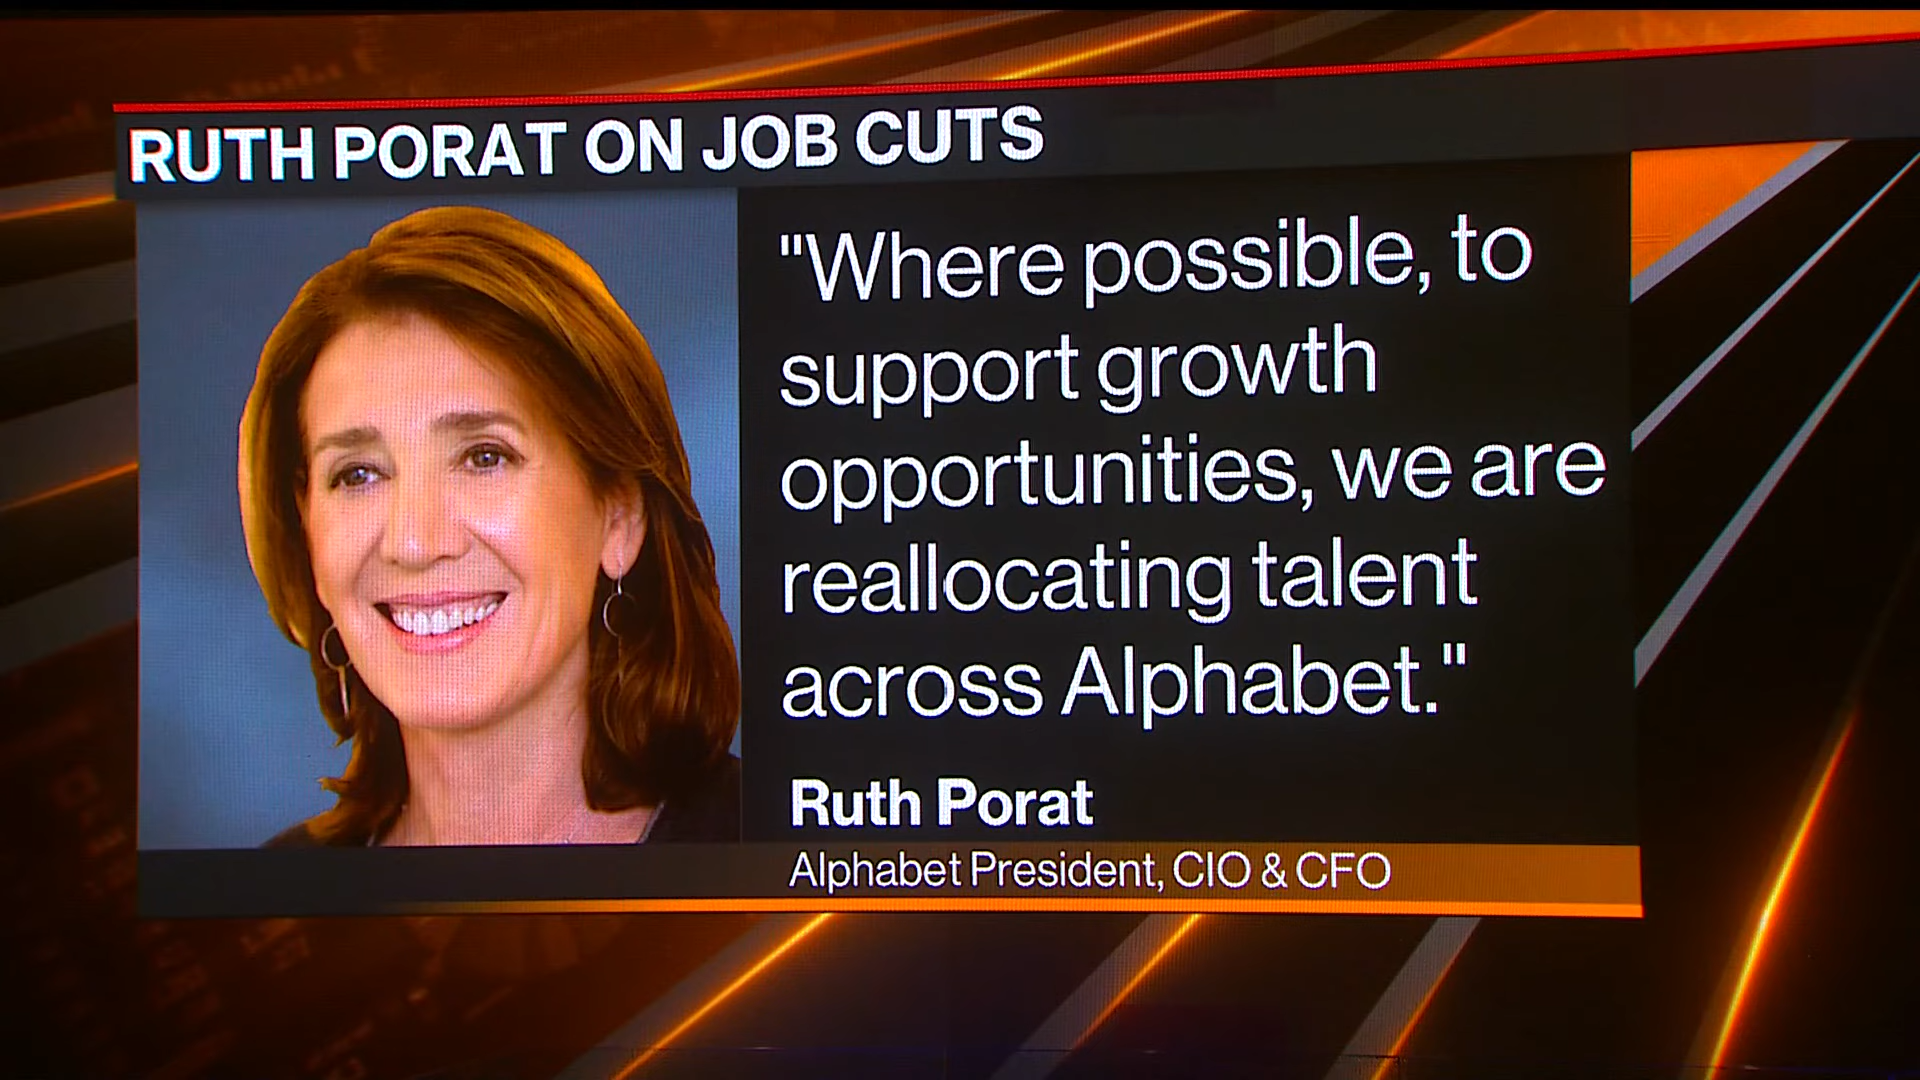 RUTH PORAT ON JOB CUTS
"Where possible, to
support growth
opportunities, we are
reallocating talent
across Alphabet."
Ruth Porat
Alphabet President, CIO & CFO